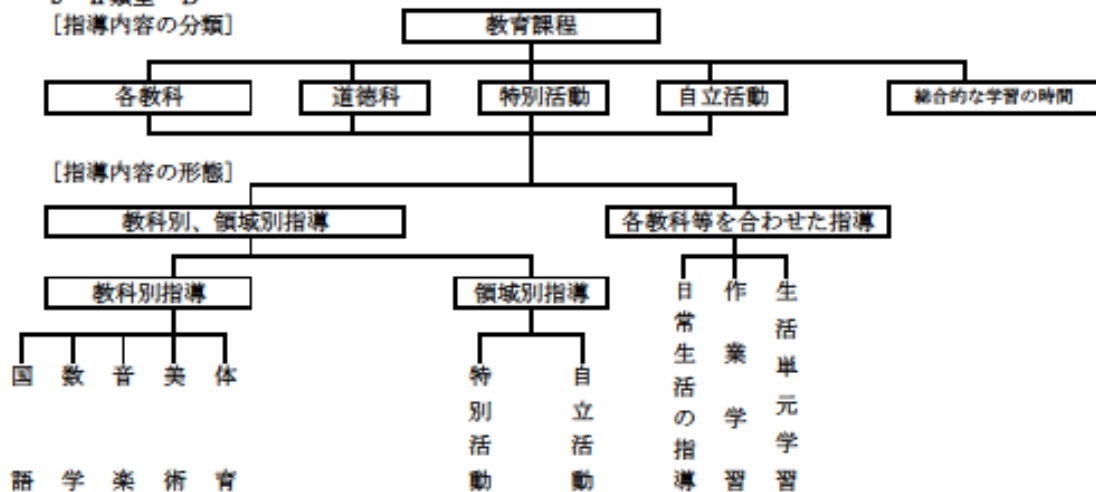 [指導内容の分類]
教育課程
各教科
道徳科
特別活動
自立活動
総合的な学習の時間
[指導内容の形態]
教科別、領域別指導
各教科等を合わせた指導
教科別指導
領域別指導
国語
数学
音楽
美術
体育
特別活動
自立活動
日常生活の指導
作業学習
生活単元学習